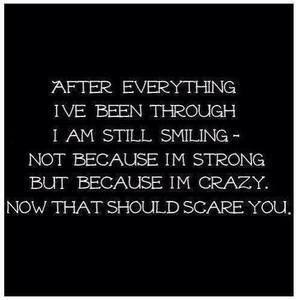 AFTER EVERYTHING
IVE BEEN THROUGH
I AM STILL SMILING -
NOT BECAUSE IM STRONG
BUT BECAUSE IM CRAZY.
NOW THAT SHOULD SCARE YOU.